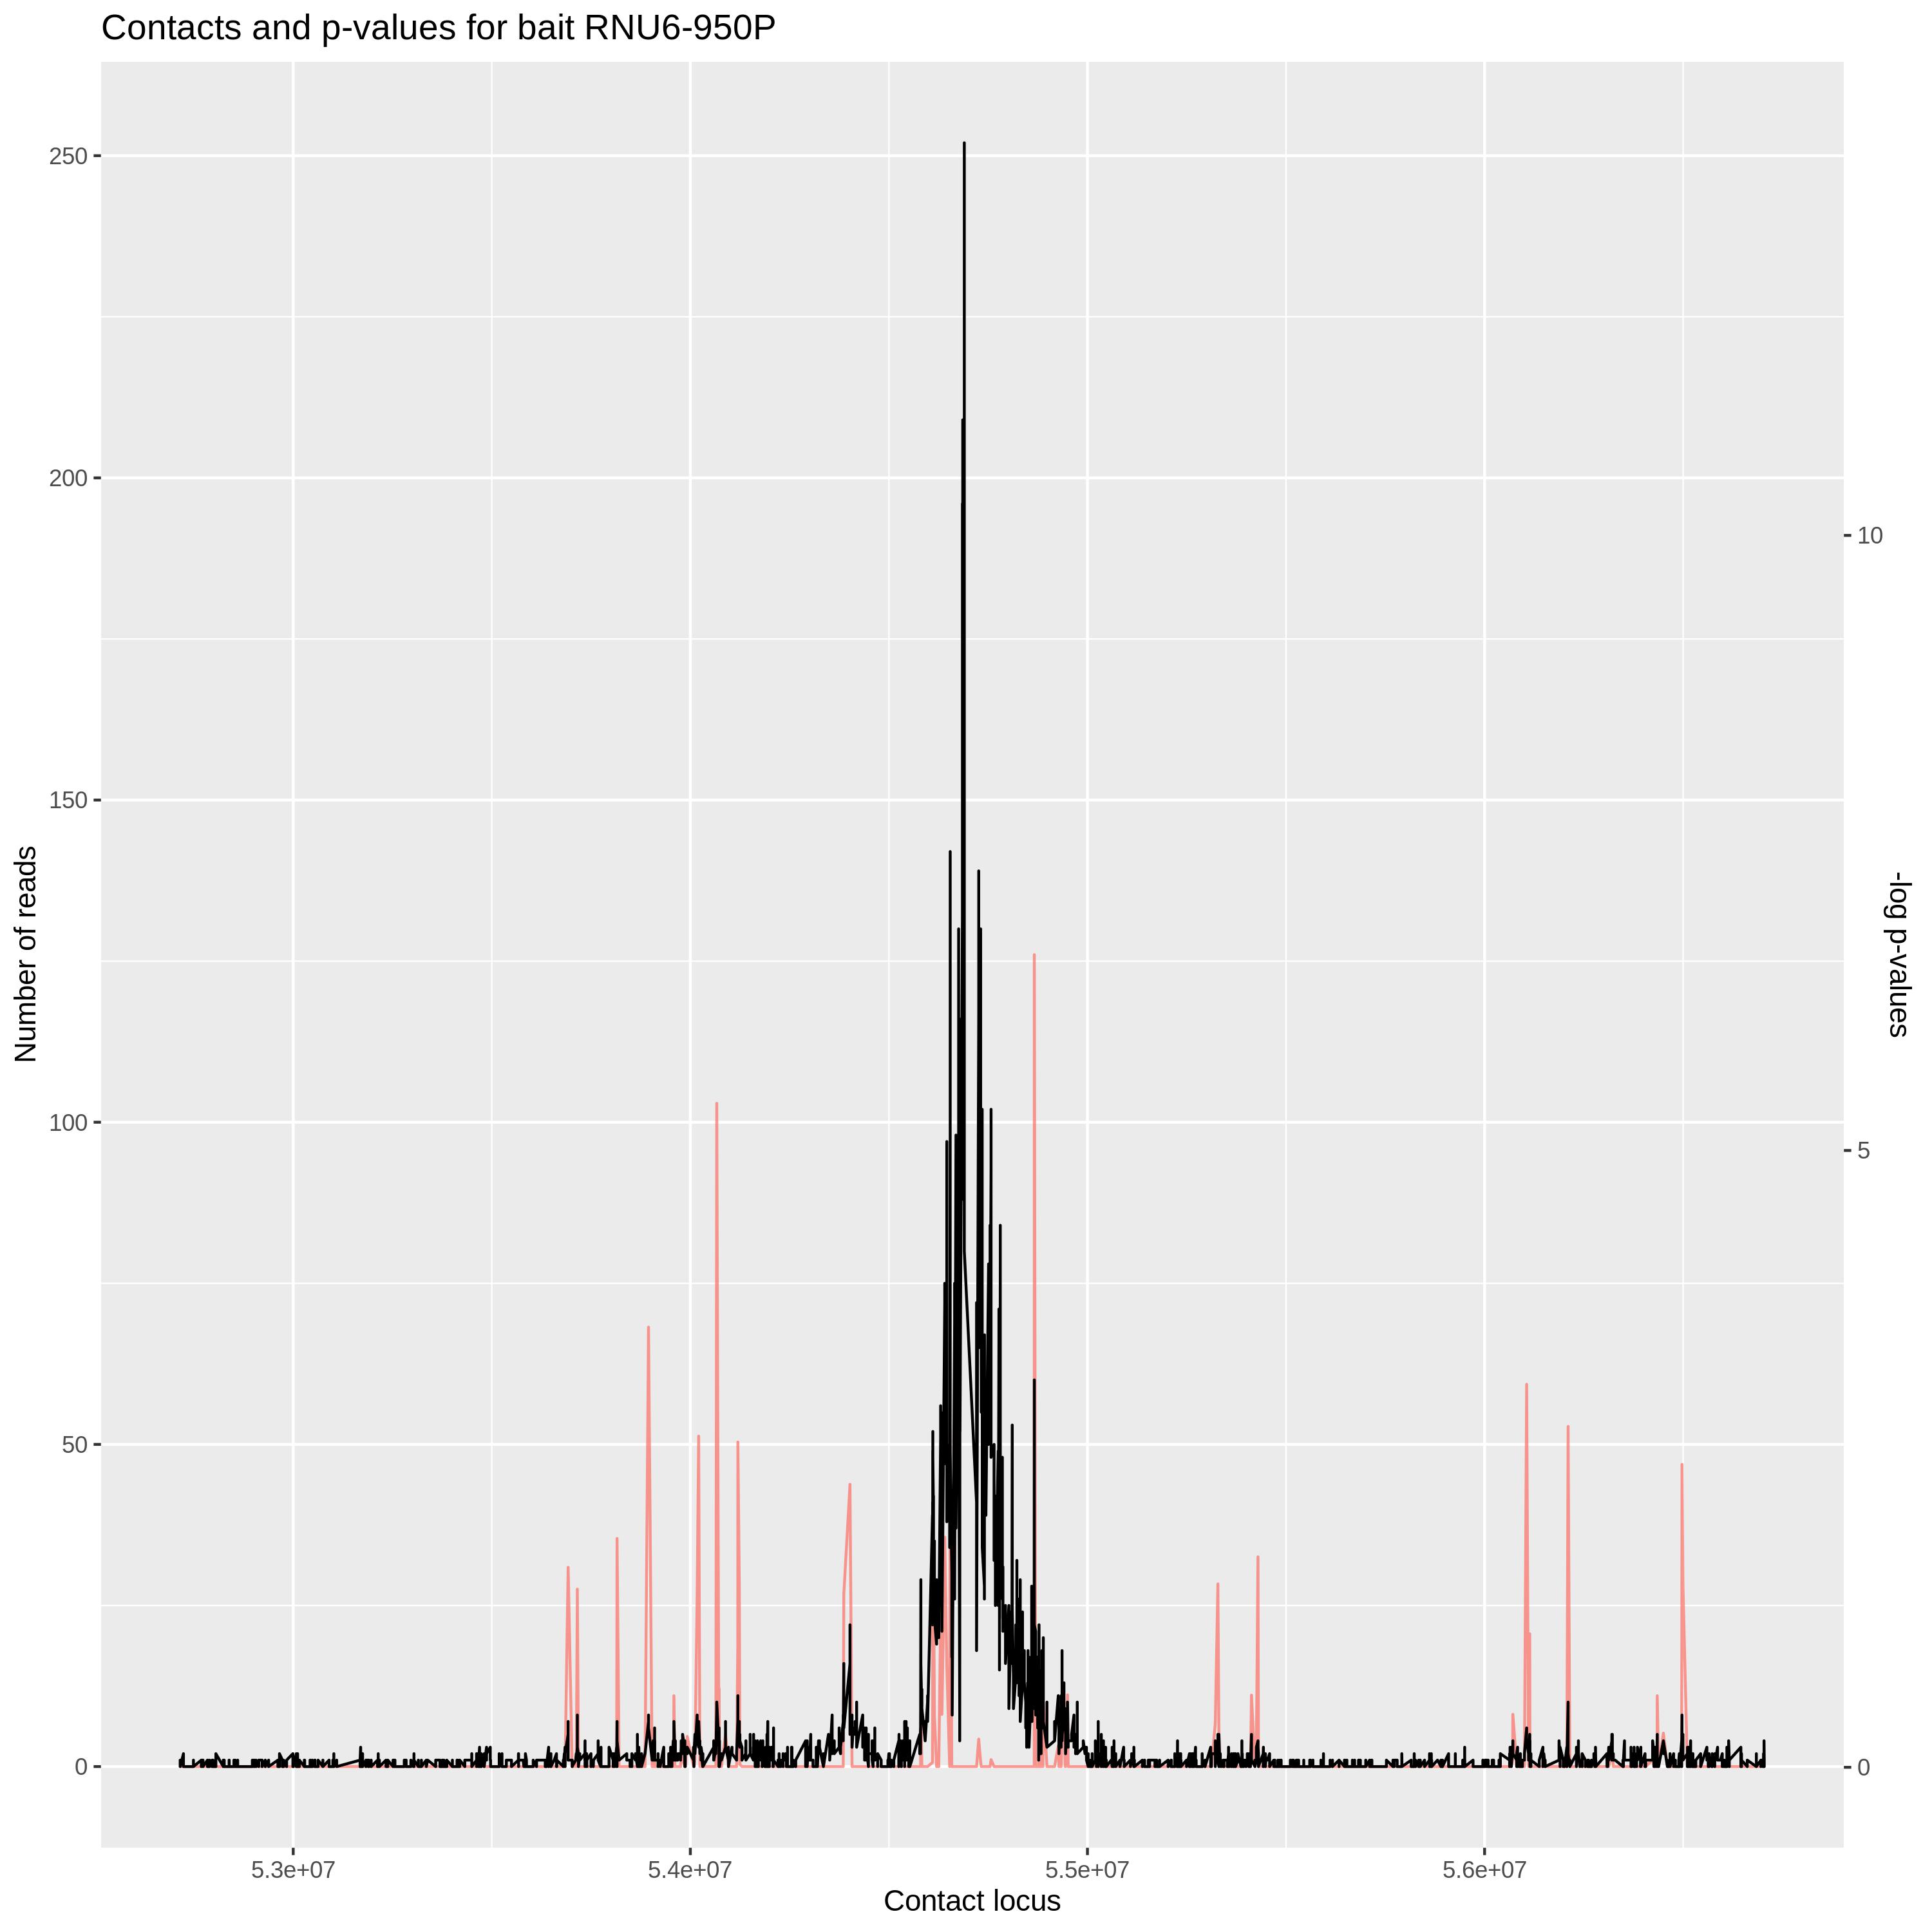 Contacts and p-values for bait RNU6-950P
250
200
150
100
50
0
Number of reads
10
5
0
-log p-values
5.3e+07
5.4e+07
5.5e+07
5.6e+07
Contact locus